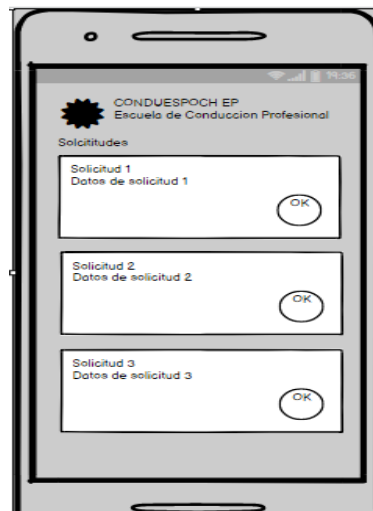 19:36
CONDUESPOCH EP
Escuela de Conduccion Profesional
Solcititudes
Solicitud 1
Datos de solicitud 1
OK
Solicitud 2
Datos de solicitud 2
OK
Solicitud 3
Datos de solicitud 3
OK